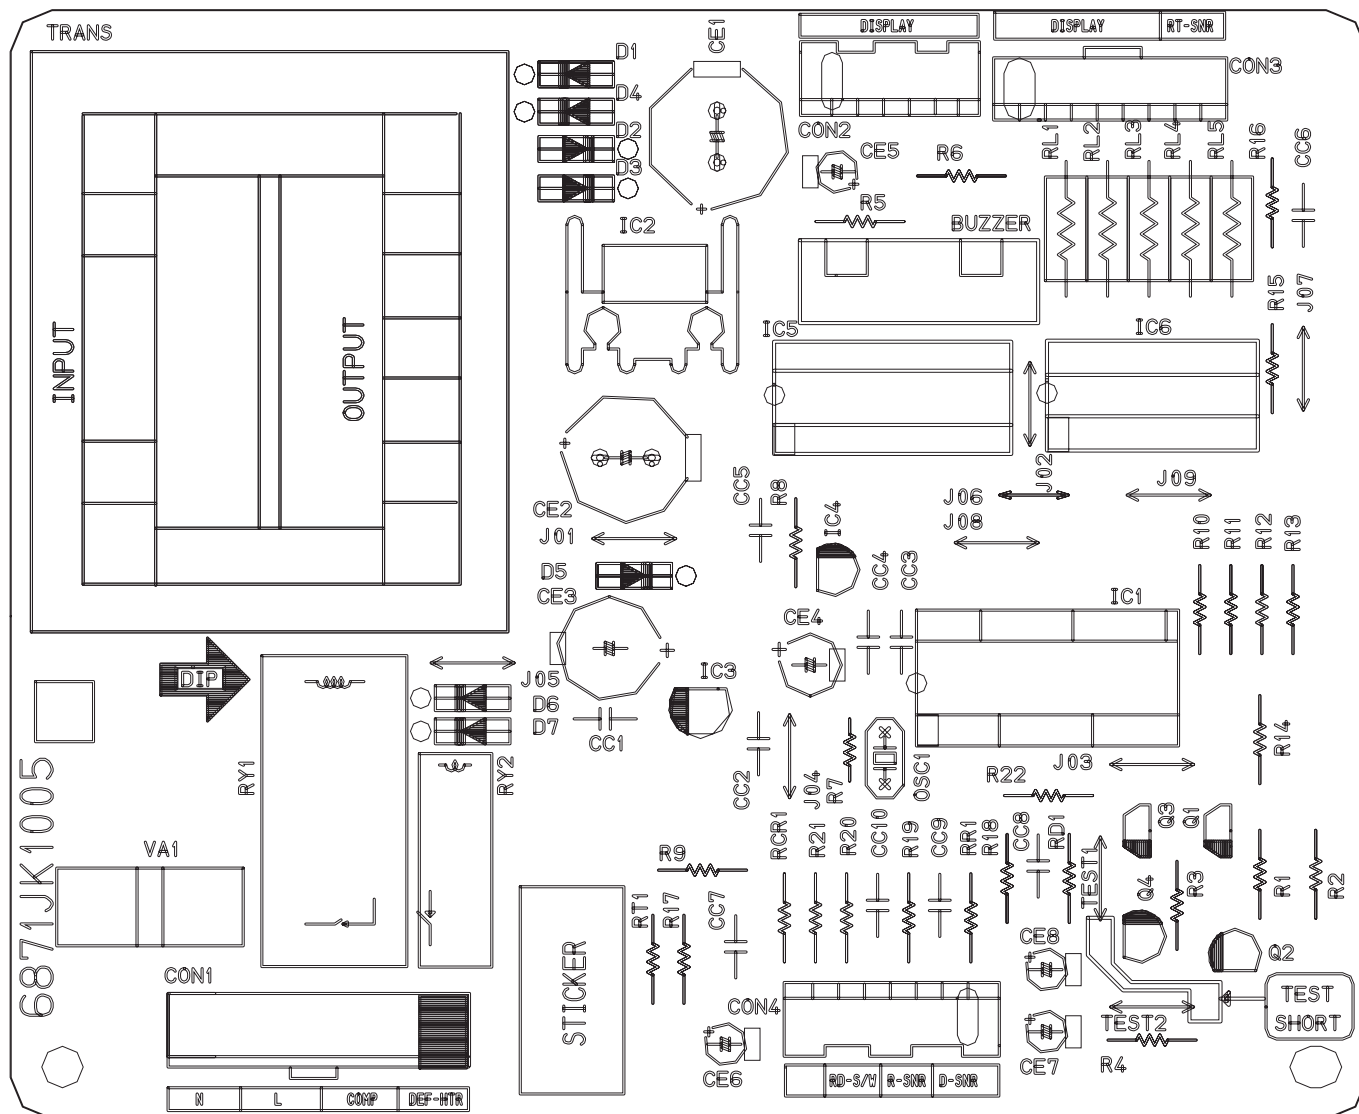 TRANS
D1
CE1
DISPLAY
DISPLAY
RT-SNR
CON3
D4
D2
D3
CON2
CE5
R6
RL1
RL2
RL3
RL4
RL5
R16
CC6
R5
BUZZER
IC2
R15
J07
IC5
IC6
INPUT
OUTPUT
CE2
J01
D5
CE3
CC5
R8
IC4
CC4
CC3
J06
J08
J02
J09
R10
R11
R12
R13
IC1
CE4
DIP
J05
D6
D7
IC3
CC1
CC2
J04
R7
OSC1
R22
J03
R14
RY1
RY2
6871JK1005
VA1
R9
RCR1
R21
R20
CC10
R19
CC9
RR1
R18
CC8
RD1
TEST1
Q3
Q1
Q4
R3
R1
R2
RT1
R17
CC7
CE8
Q2
CON1
STICKER
CON4
TEST
SHORT
TEST2
CE6
CE7
R4
N
L
COMP
DEF-HTR
RD-S/W
R-SNR
D-SNR